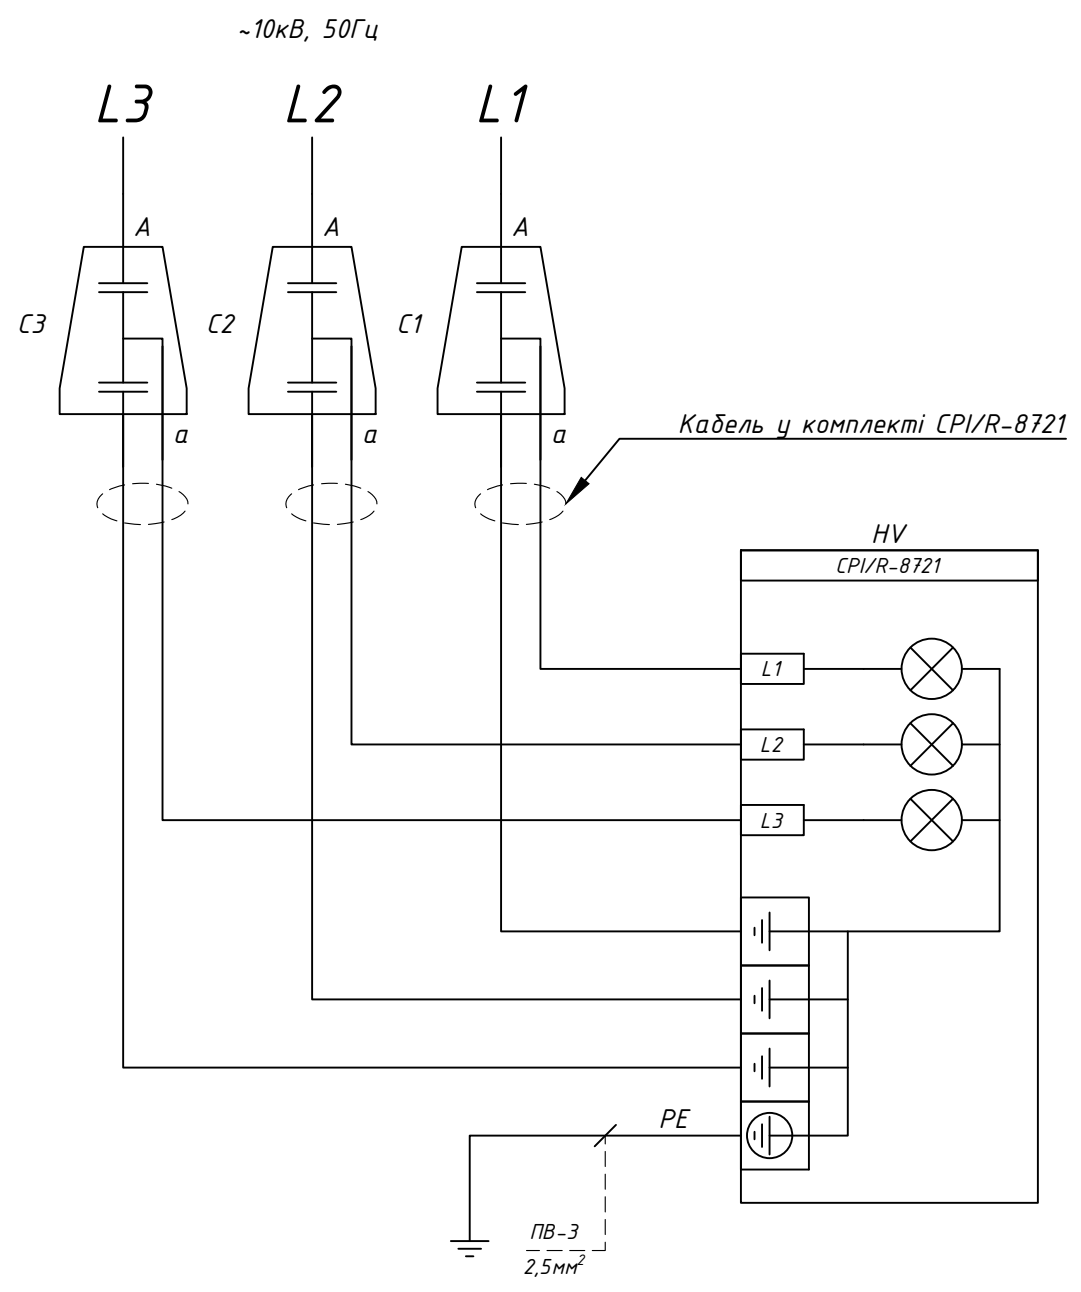 ~10кВ, 50Гц
L3 L2 L1
A A A
C3 C2 C1
a a a
Кабель у комплекті CPI/R-8721
HV
CPI/R-8721
L1
L2
L3
PE
ПВ-3
2,5мм²